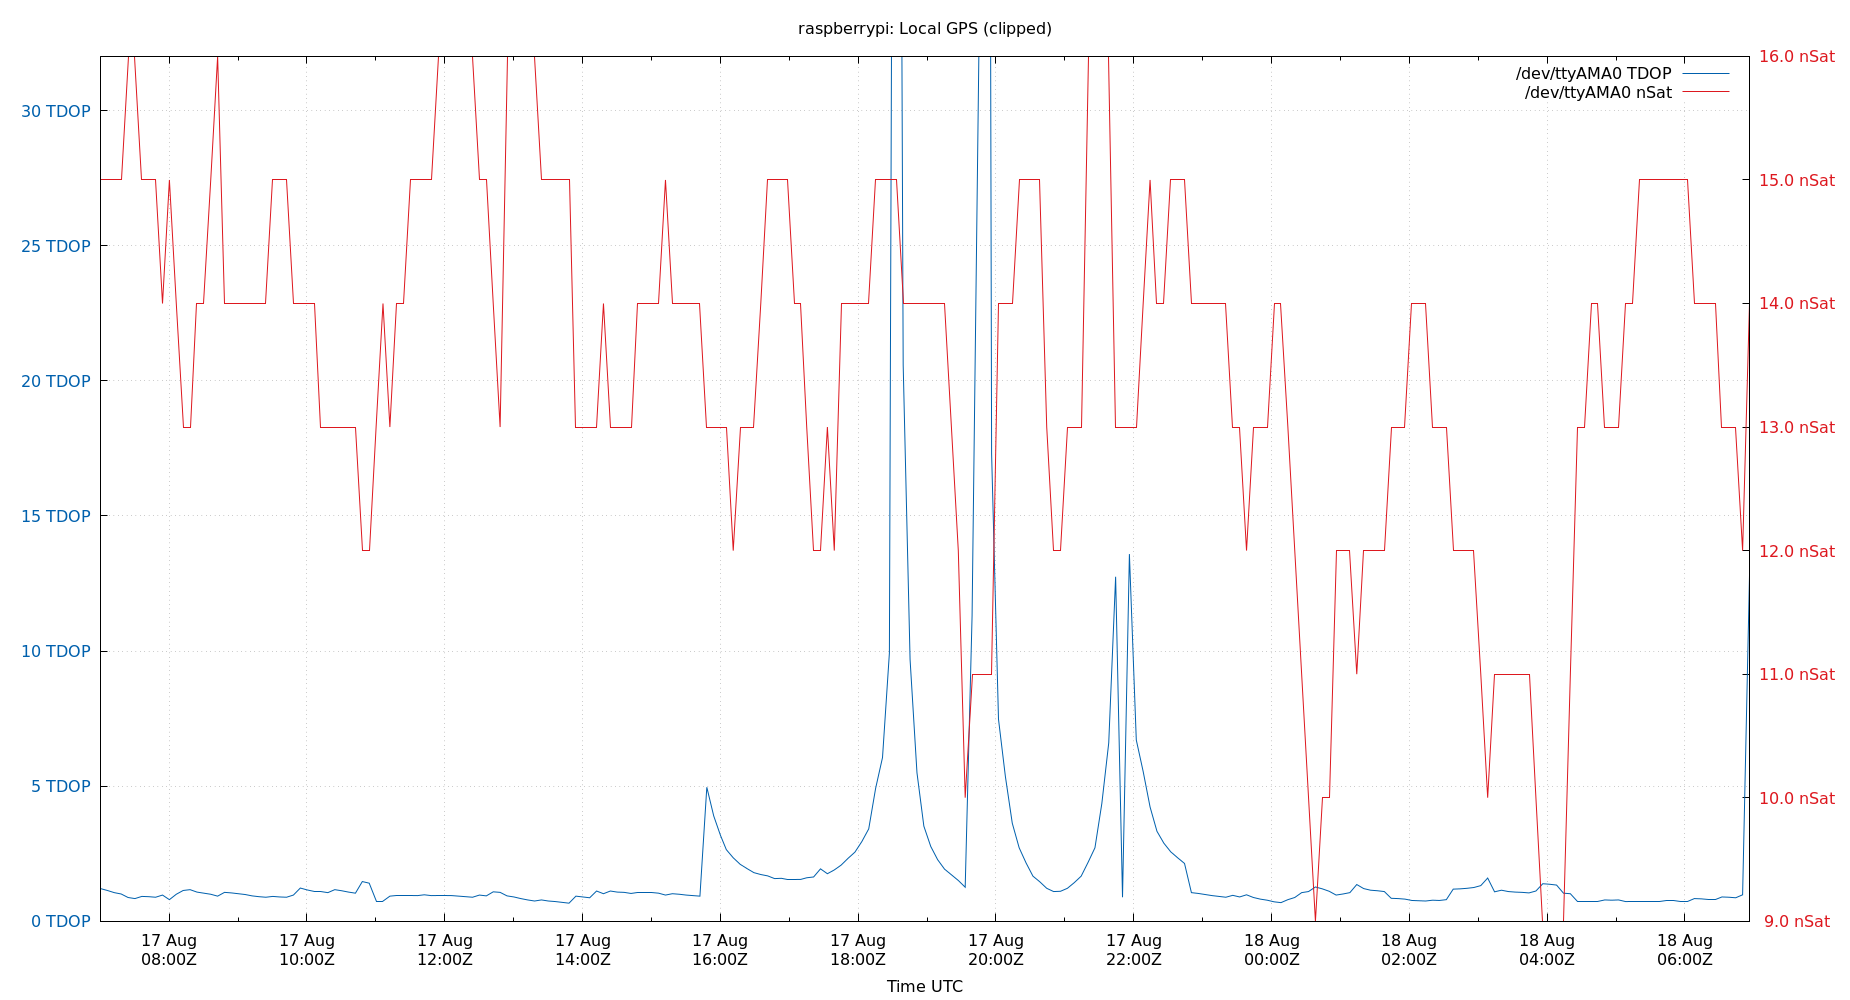 raspberrypi: Local GPS (clipped)
/dev/ttyAMA0 TDOP
/dev/ttyAMA0 nSat
30 TDOP
25 TDOP
20 TDOP
15 TDOP
10 TDOP
5 TDOP
0 TDOP
16.0 nSat
15.0 nSat
14.0 nSat
13.0 nSat
12.0 nSat
11.0 nSat
10.0 nSat
9.0 nSat
17 Aug
08:00Z
17 Aug
10:00Z
17 Aug
12:00Z
17 Aug
14:00Z
17 Aug
16:00Z
17 Aug
18:00Z
17 Aug
20:00Z
17 Aug
22:00Z
18 Aug
00:00Z
18 Aug
02:00Z
18 Aug
04:00Z
18 Aug
06:00Z
Time UTC